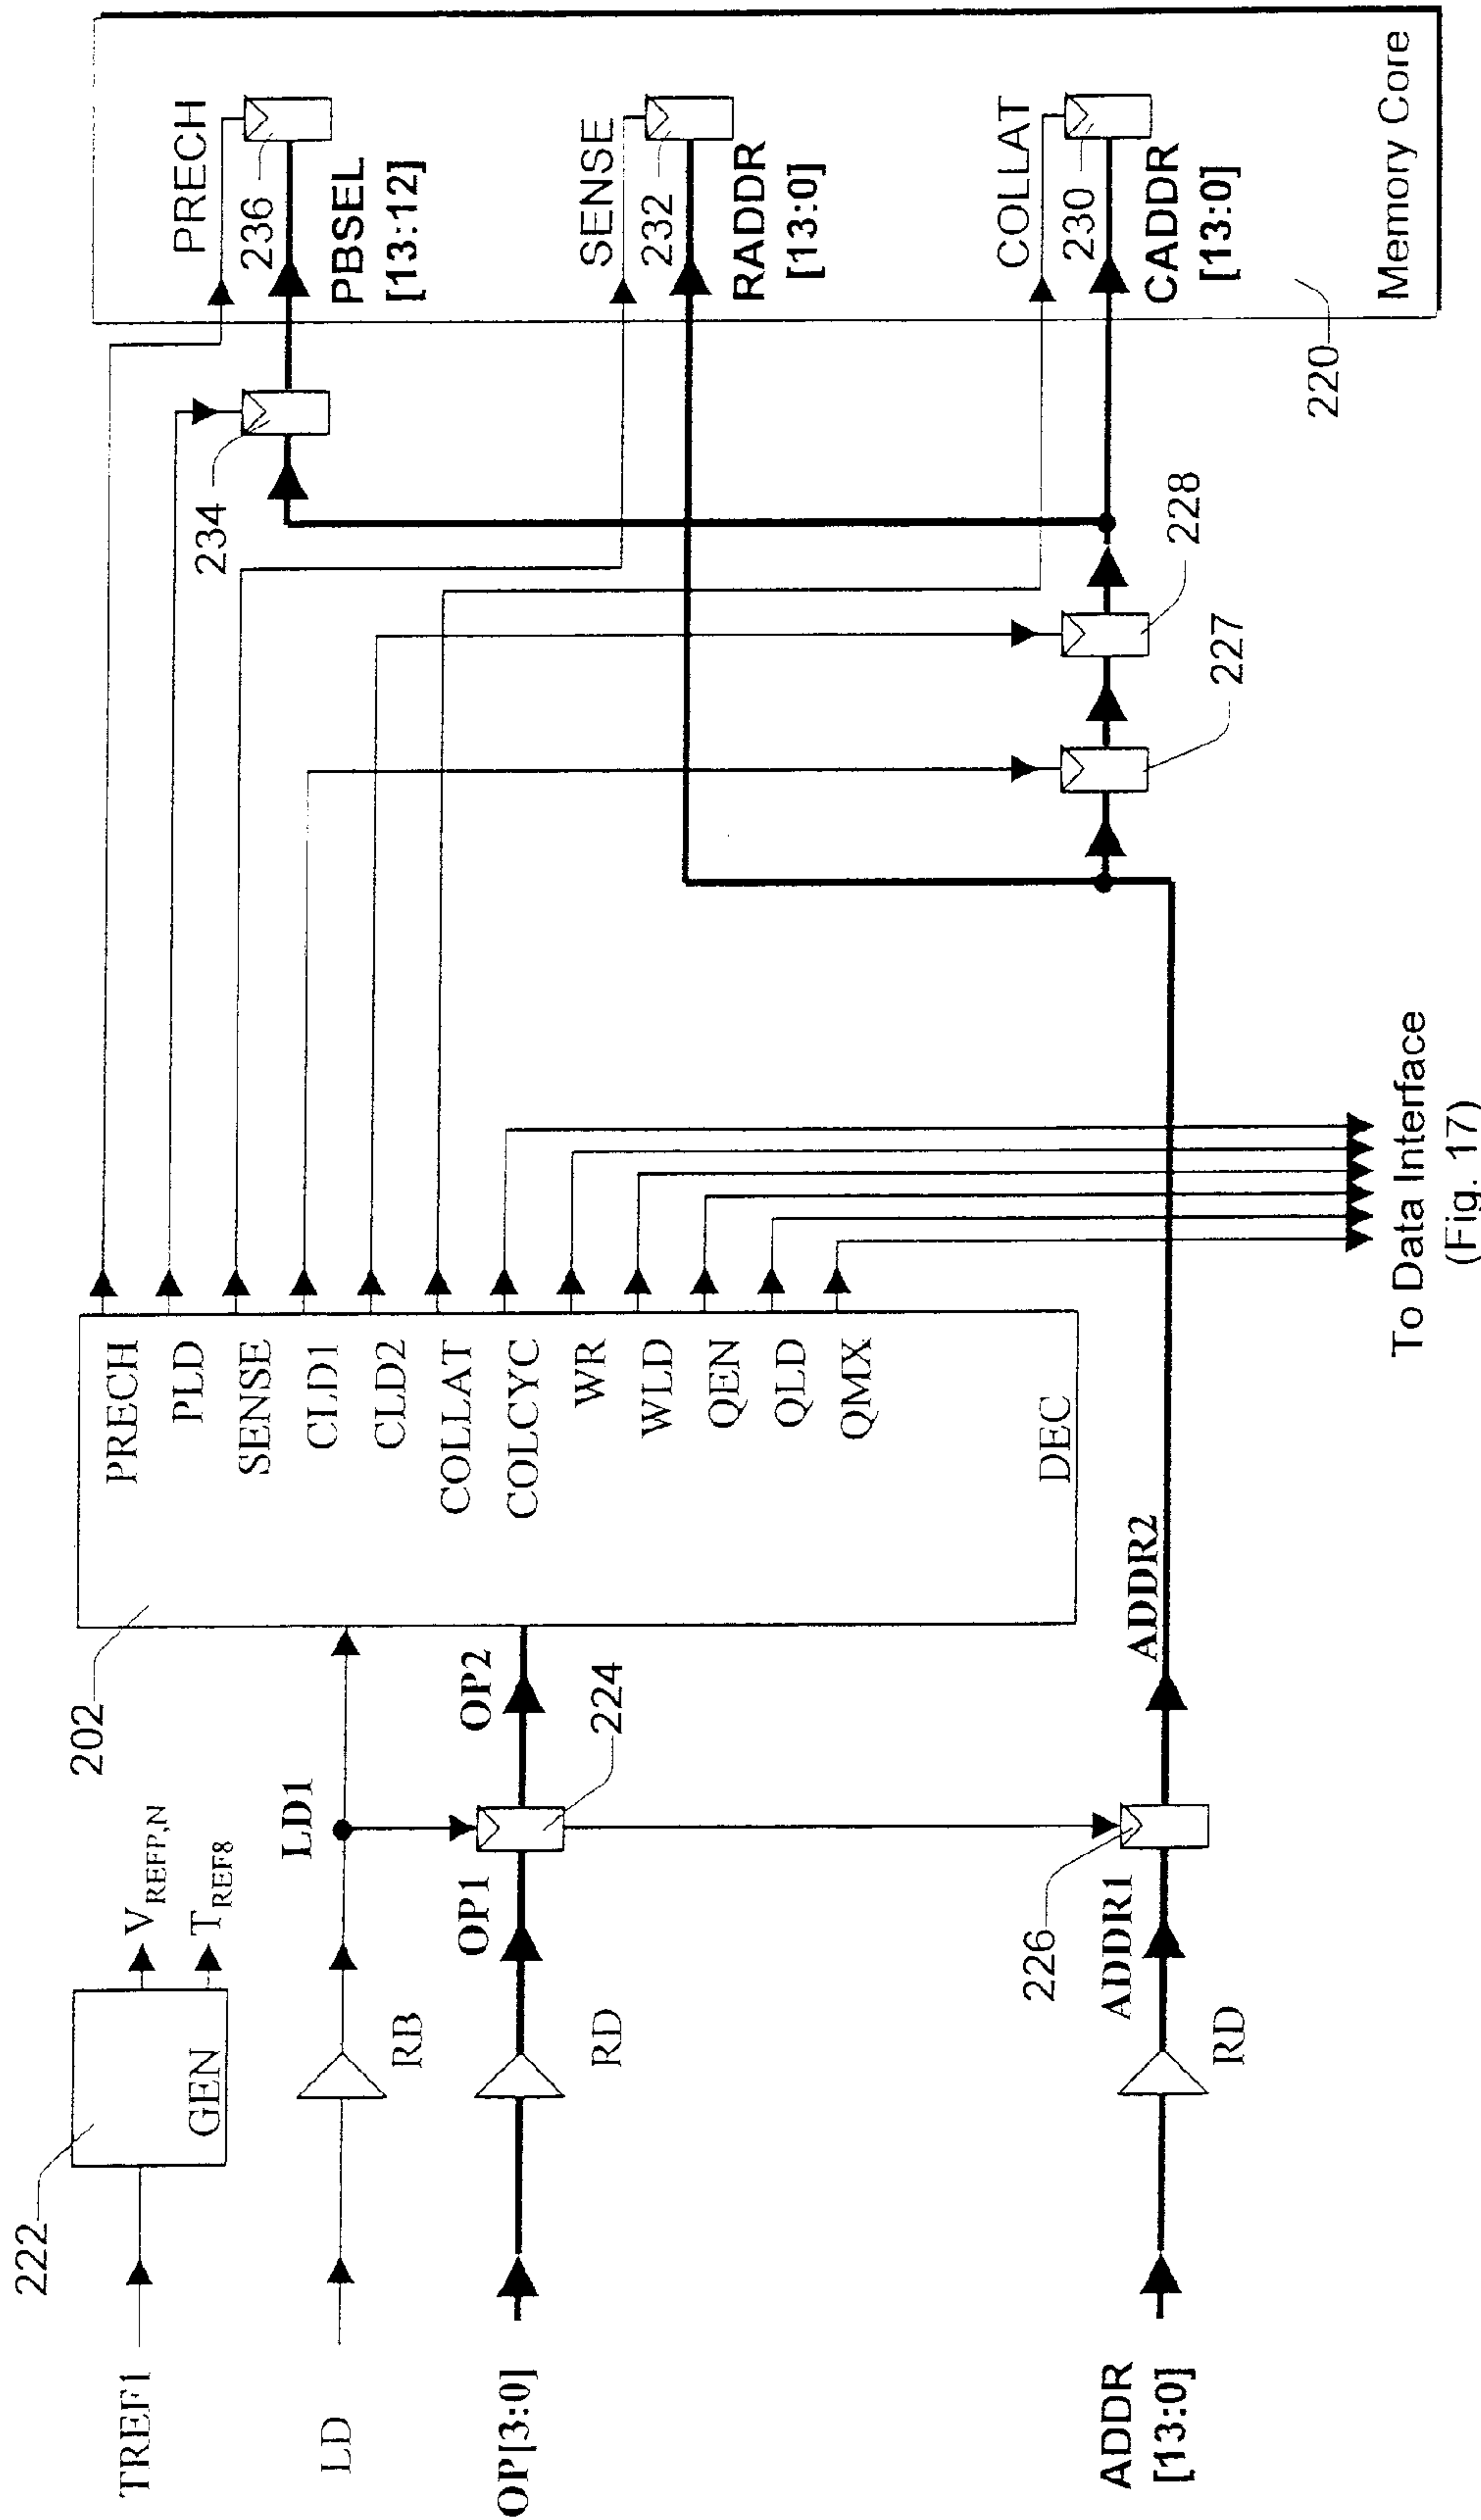 TREF1
222
GEN
V REFP,N
T REF8
LD
RB
LD1
OP[3:0]
RD
OP1
224
OP2
ADDR
[13:0]
RD
ADDR1
226
ADDR2
202
PRECH
PLD
SENSE
CLD1
CLD2
COLLAT
COLCYC
WR
WLD
QEN
QLD
QMX
DEC
To Data Interface
(Fig. 17)
227
228
234
PRECH
236
PBSEL
[13:12]
SENSE
232
RADDR
[13:0]
COLLAT
230
CADDR
[13:0]
Memory Core
220